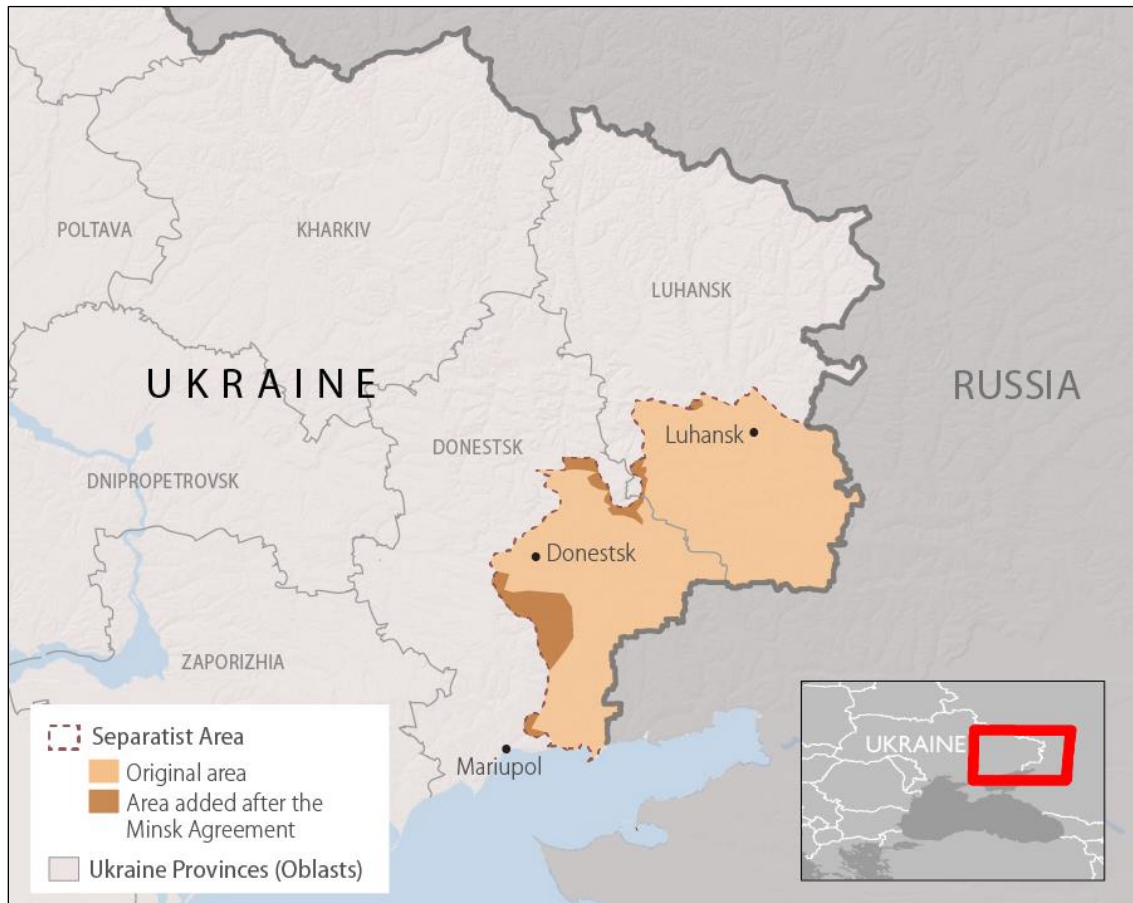 POLTAVA
KHARKIV
LUHANSK
UKRAINE
RUSSIA
DONESTSK
Luhansk
DNIPROPETROVSK
Donestsk
ZAPORIZHIA
Mariupol
Separatist Area
Original area
Area added after the
Minsk Agreement
Ukraine Provinces (Oblasts)
UKRAINE